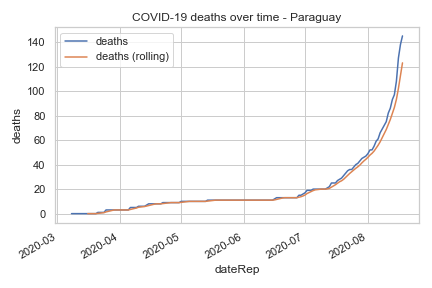 COVID-19 deaths over time - Paraguay
deaths
deaths (rolling)
140
120
100
80
60
40
20
0
deaths
2020-03
2020-04
2020-05
2020-06
2020-07
2020-08
dateRep